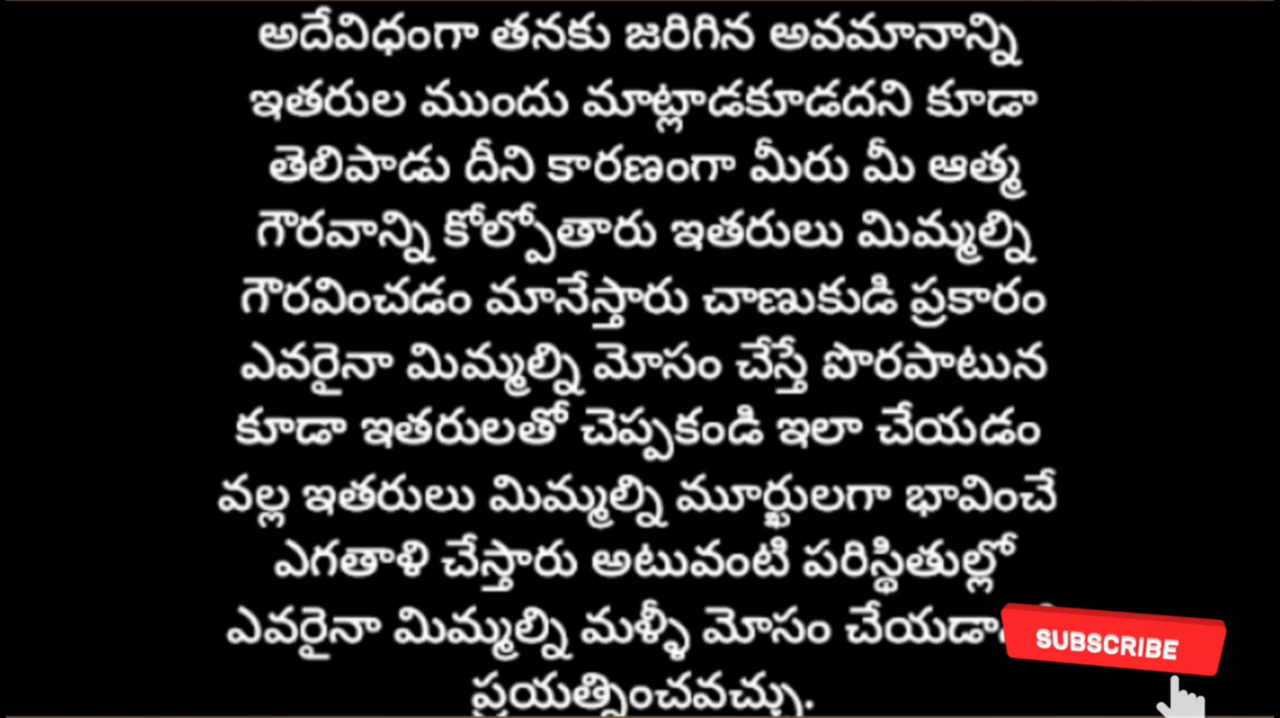 అదేవిధంగా తనకు జరిగిన అవమానాన్ని
ఇతరుల ముందు మాట్లాడకూడదని కూడా
తెలిపాడు దీని కారణంగా మీరు మీ ఆత్మ
గౌరవాన్ని కోల్పోతారు ఇతరులు మిమ్మల్ని
గౌరవించడం మానేస్తారు చాణుకుడి ప్రకారం
ఎవరైనా మిమ్మల్ని మోసం చేస్తే పొరపాటున
కూడా ఇతరులతో చెప్పకండి ఇలా చేయడం
వల్ల ఇతరులు మిమ్మల్ని మూర్ఖులగా భావించే
ఎగతాళి చేస్తారు అటువంటి పరిస్థితుల్లో
ఎవరైనా మిమ్మల్ని మళ్ళీ మోసం
SUBSCRIBE
ప్రయత్నించవచ్చు.